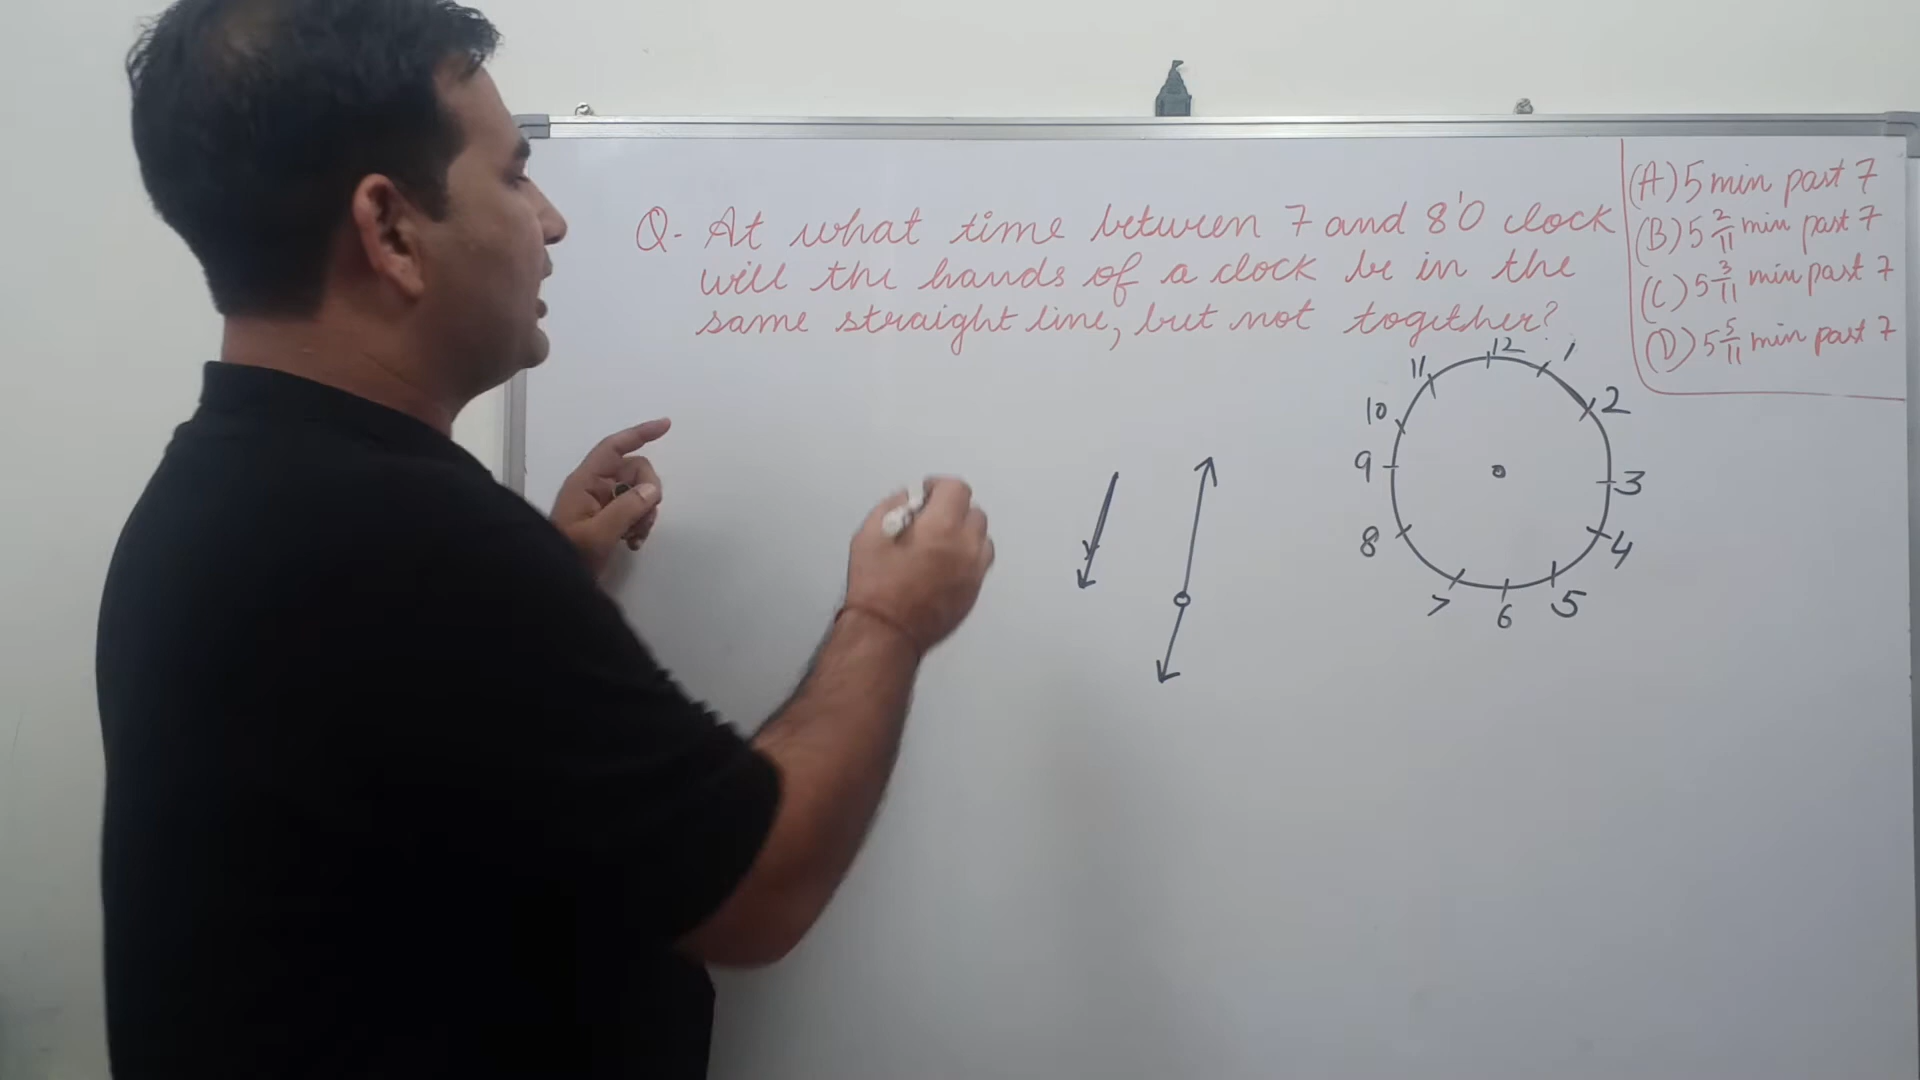 Q- At what time between 7 and 8'O clock
will the hands of a clock be in the
same straight line, but not together?
(A) 5 min past 7
(B) 5 2/11 min past 7
(C) 5 3/11 min past 7
(D) 5 5/11 min past 7
12
1
2
3
4
5
6
7
8
9
10
11